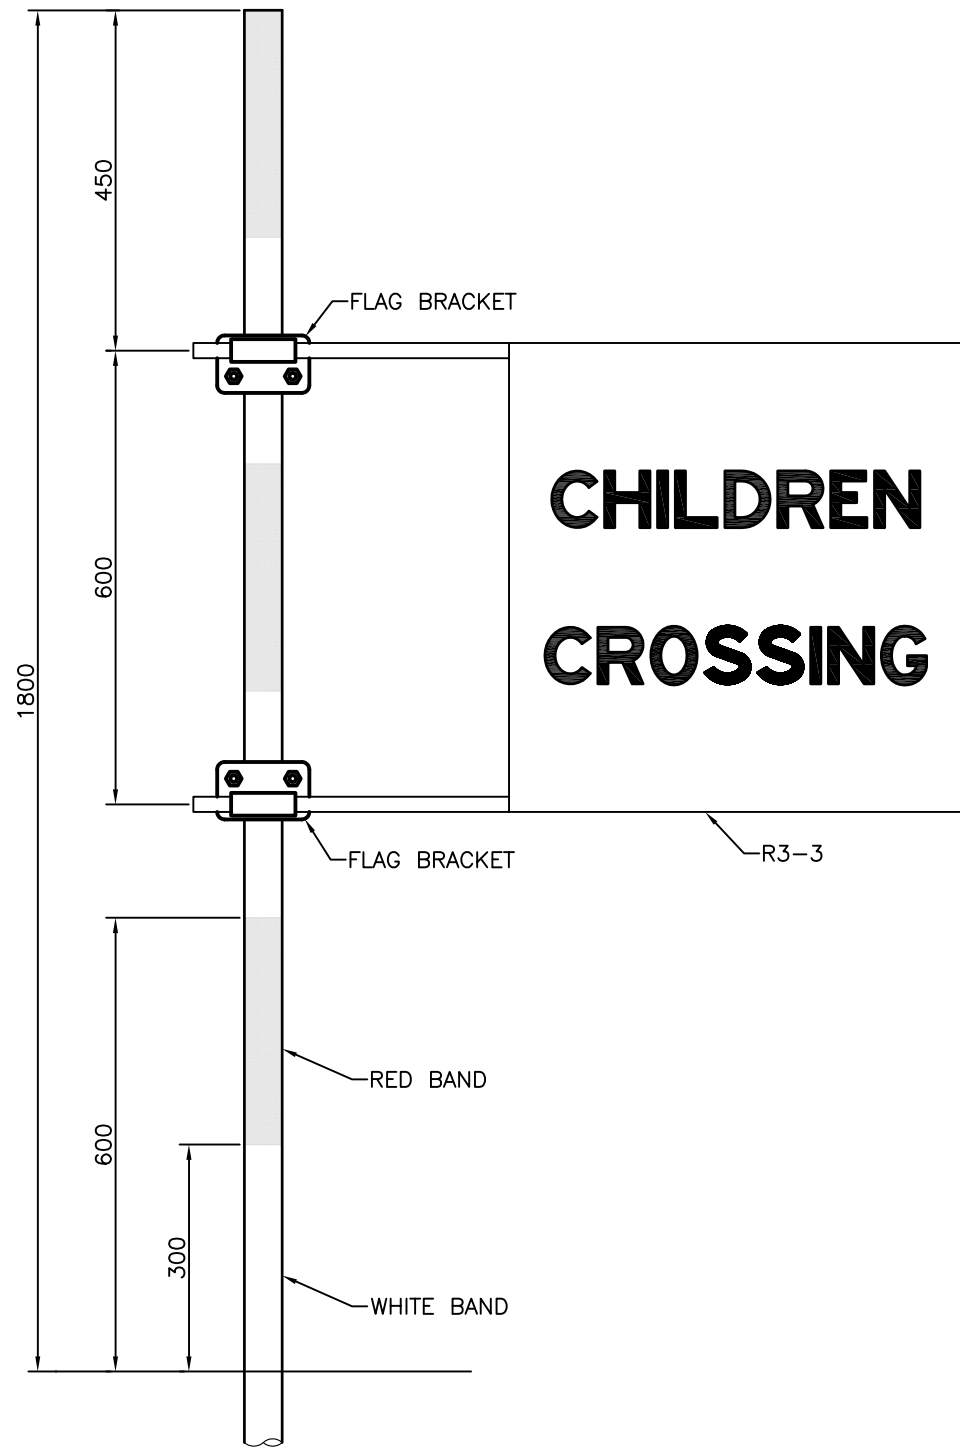 450
FLAG BRACKET
CHILDREN
600
CROSSING
1800
R3-3
FLAG BRACKET
RED BAND
600
300
WHITE BAND